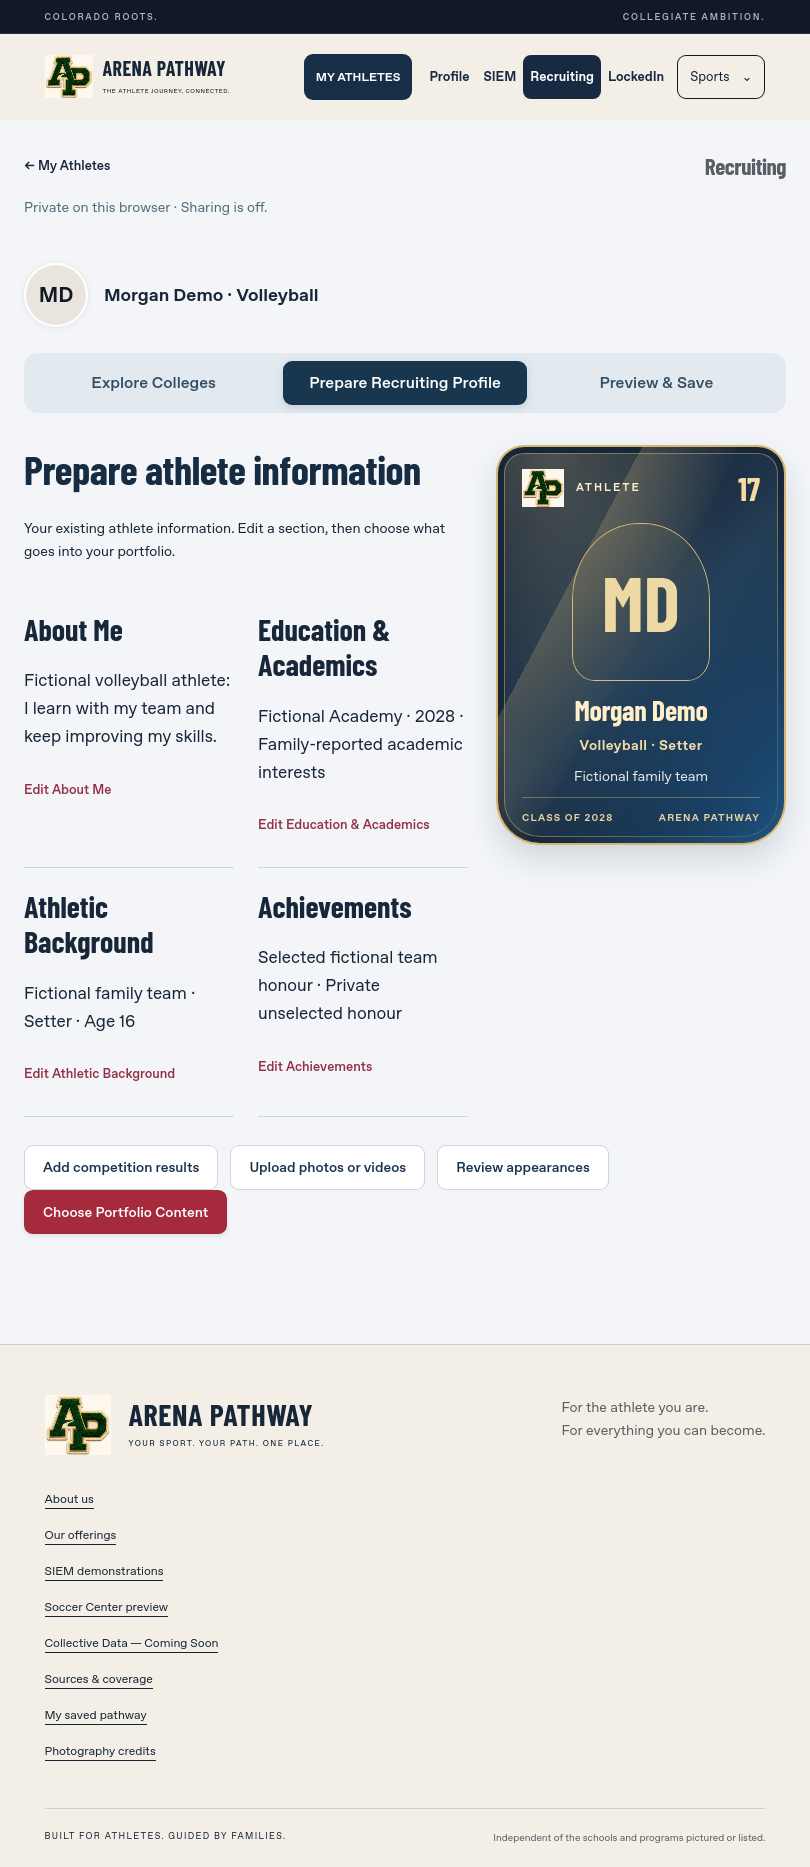 COLORADO ROOTS.
COLLEGIATE AMBITION.
AP
ARENA PATHWAY
THE ATHLETE JOURNEY, CONNECTED.
MY ATHLETES
Profile
SIEM
Recruiting
LockedIn
Sports
← My Athletes
Recruiting
Private on this browser · Sharing is off.
MD
Morgan Demo · Volleyball
Explore Colleges
Prepare Recruiting Profile
Preview & Save
Prepare athlete information
Your existing athlete information. Edit a section, then choose what
goes into your portfolio.
About Me
Fictional volleyball athlete:
I learn with my team and
keep improving my skills.
Edit About Me
Education &
Academics
Fictional Academy · 2028 ·
Family-reported academic
interests
Edit Education & Academics
Athletic
Background
Fictional family team ·
Setter · Age 16
Edit Athletic Background
Achievements
Selected fictional team
honour · Private
unselected honour
Edit Achievements
AP
ATHLETE
17
MD
Morgan Demo
Volleyball · Setter
Fictional family team
CLASS OF 2028
ARENA PATHWAY
Add competition results
Upload photos or videos
Review appearances
Choose Portfolio Content
AP
ARENA PATHWAY
YOUR SPORT. YOUR PATH. ONE PLACE.
For the athlete you are.
For everything you can become.
About us
Our offerings
SIEM demonstrations
Soccer Center preview
Collective Data — Coming Soon
Sources & coverage
My saved pathway
Photography credits
BUILT FOR ATHLETES. GUIDED BY FAMILIES.
Independent of the schools and programs pictured or listed.